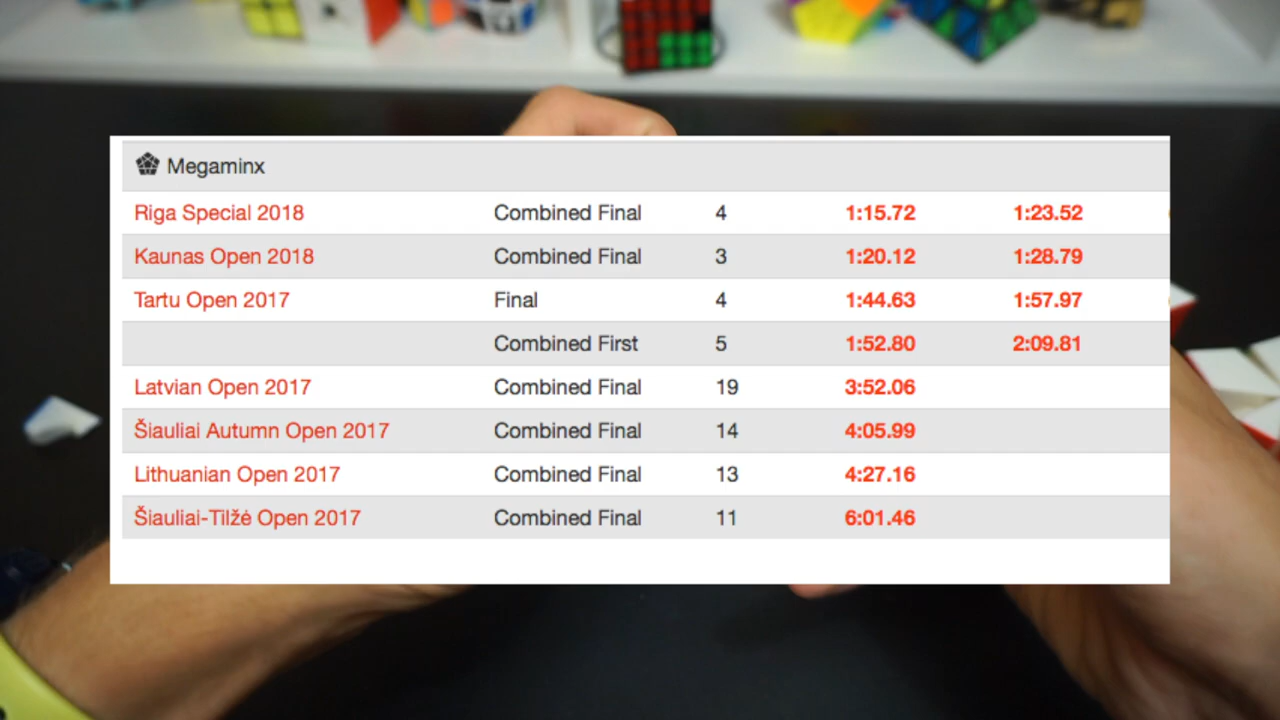 Megaminx
Riga Special 2018 Combined Final 4 1:15.72 1:23.52
Kaunas Open 2018 Combined Final 3 1:20.12 1:28.79
Tartu Open 2017 Final 4 1:44.63 1:57.97
Combined First 5 1:52.80 2:09.81
Latvian Open 2017 Combined Final 19 3:52.06
Šiauliai Autumn Open 2017 Combined Final 14 4:05.99
Lithuanian Open 2017 Combined Final 13 4:27.16
Šiauliai-Tilžė Open 2017 Combined Final 11 6:01.46